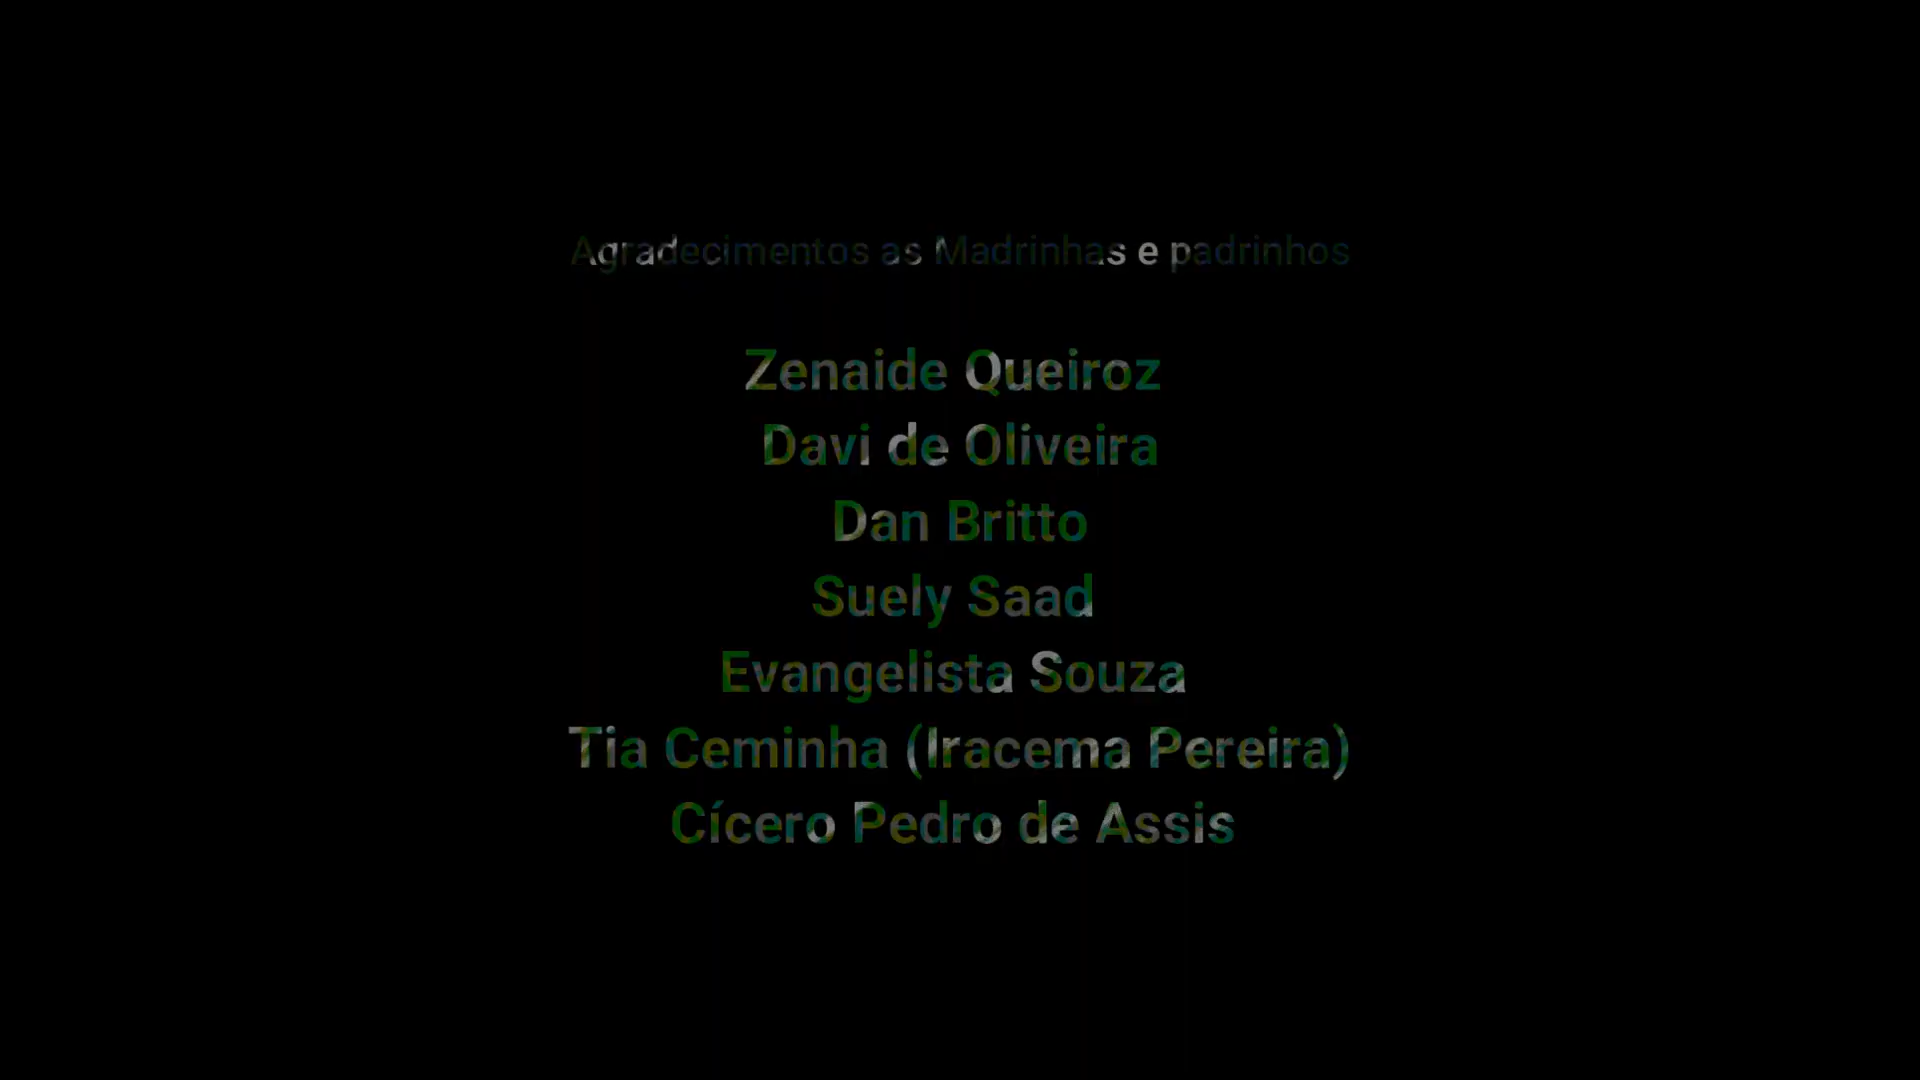 Agradecimentos as Madrinhas e padrinhos
Zenaide Queiroz
Davi de Oliveira
Dan Britto
Suely Saad
Evangelista Souza
Tia Ceminha (Iracema Pereira)
Cícero Pedro de Assis